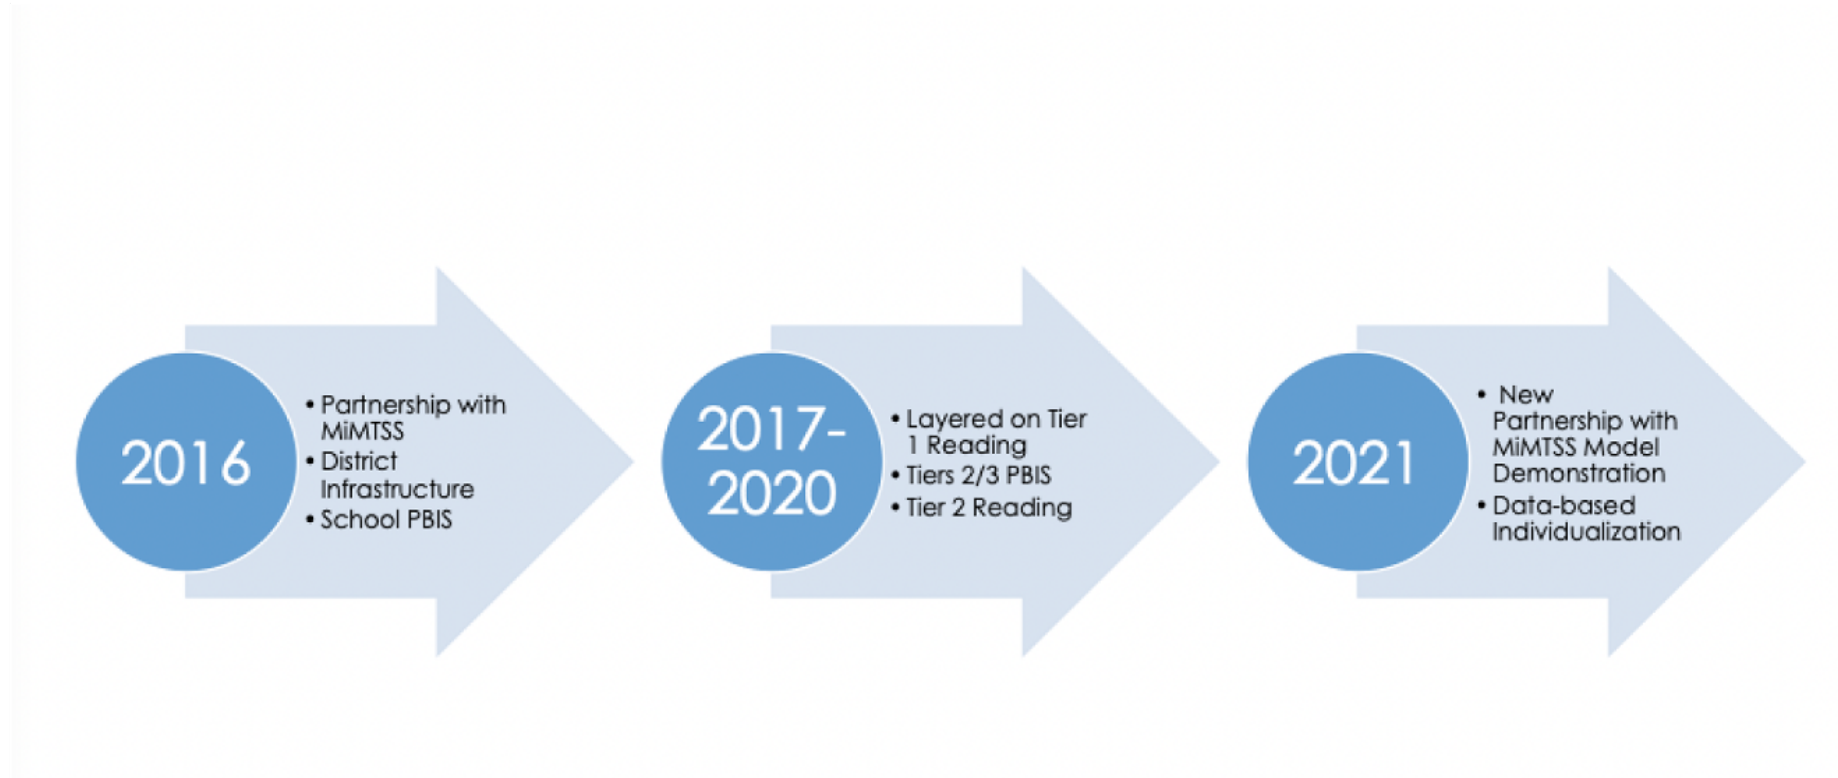 2016
• Partnership with
MiMTSS
• District
Infrastructure
• School PBIS
2017-
2020
• Layered on Tier
1 Reading
• Tiers 2/3 PBIS
• Tier 2 Reading
2021
• New
Partnership with
MiMTSS Model
Demonstration
• Data-based
Individualization